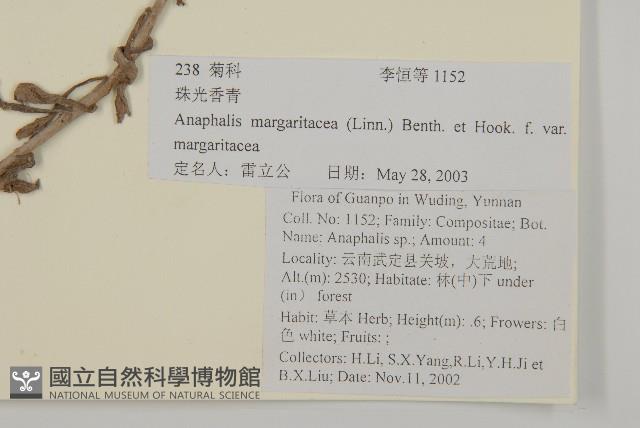 238 菊科 李恒等 1152
珠光香青
Anaphalis margaritacea (Linn.) Benth. et Hook. f. var.
margaritacea
定名人: 雷立公 日期: May 28, 2003
Flora of Guanpo in Wuding, Yunnan
Coll. No: 1152; Family: Compositae; Bot.
Name: Anaphalis sp.; Amount: 4
Locality: 云南武定县关坡，大荒地;
Alt.(m): 2530; Habitate: 林(中)下 under
(in） forest
Habit: 草本 Herb; Height(m): .6; Frowers: 白
色 white; Fruits: ;
Collectors: H.Li, S.X.Yang,R.Li,Y.H.Ji et
B.X.Liu; Date: Nov.11, 2002
國立自然科學博物館
NATIONAL MUSEUM OF NATURAL SCIENCE